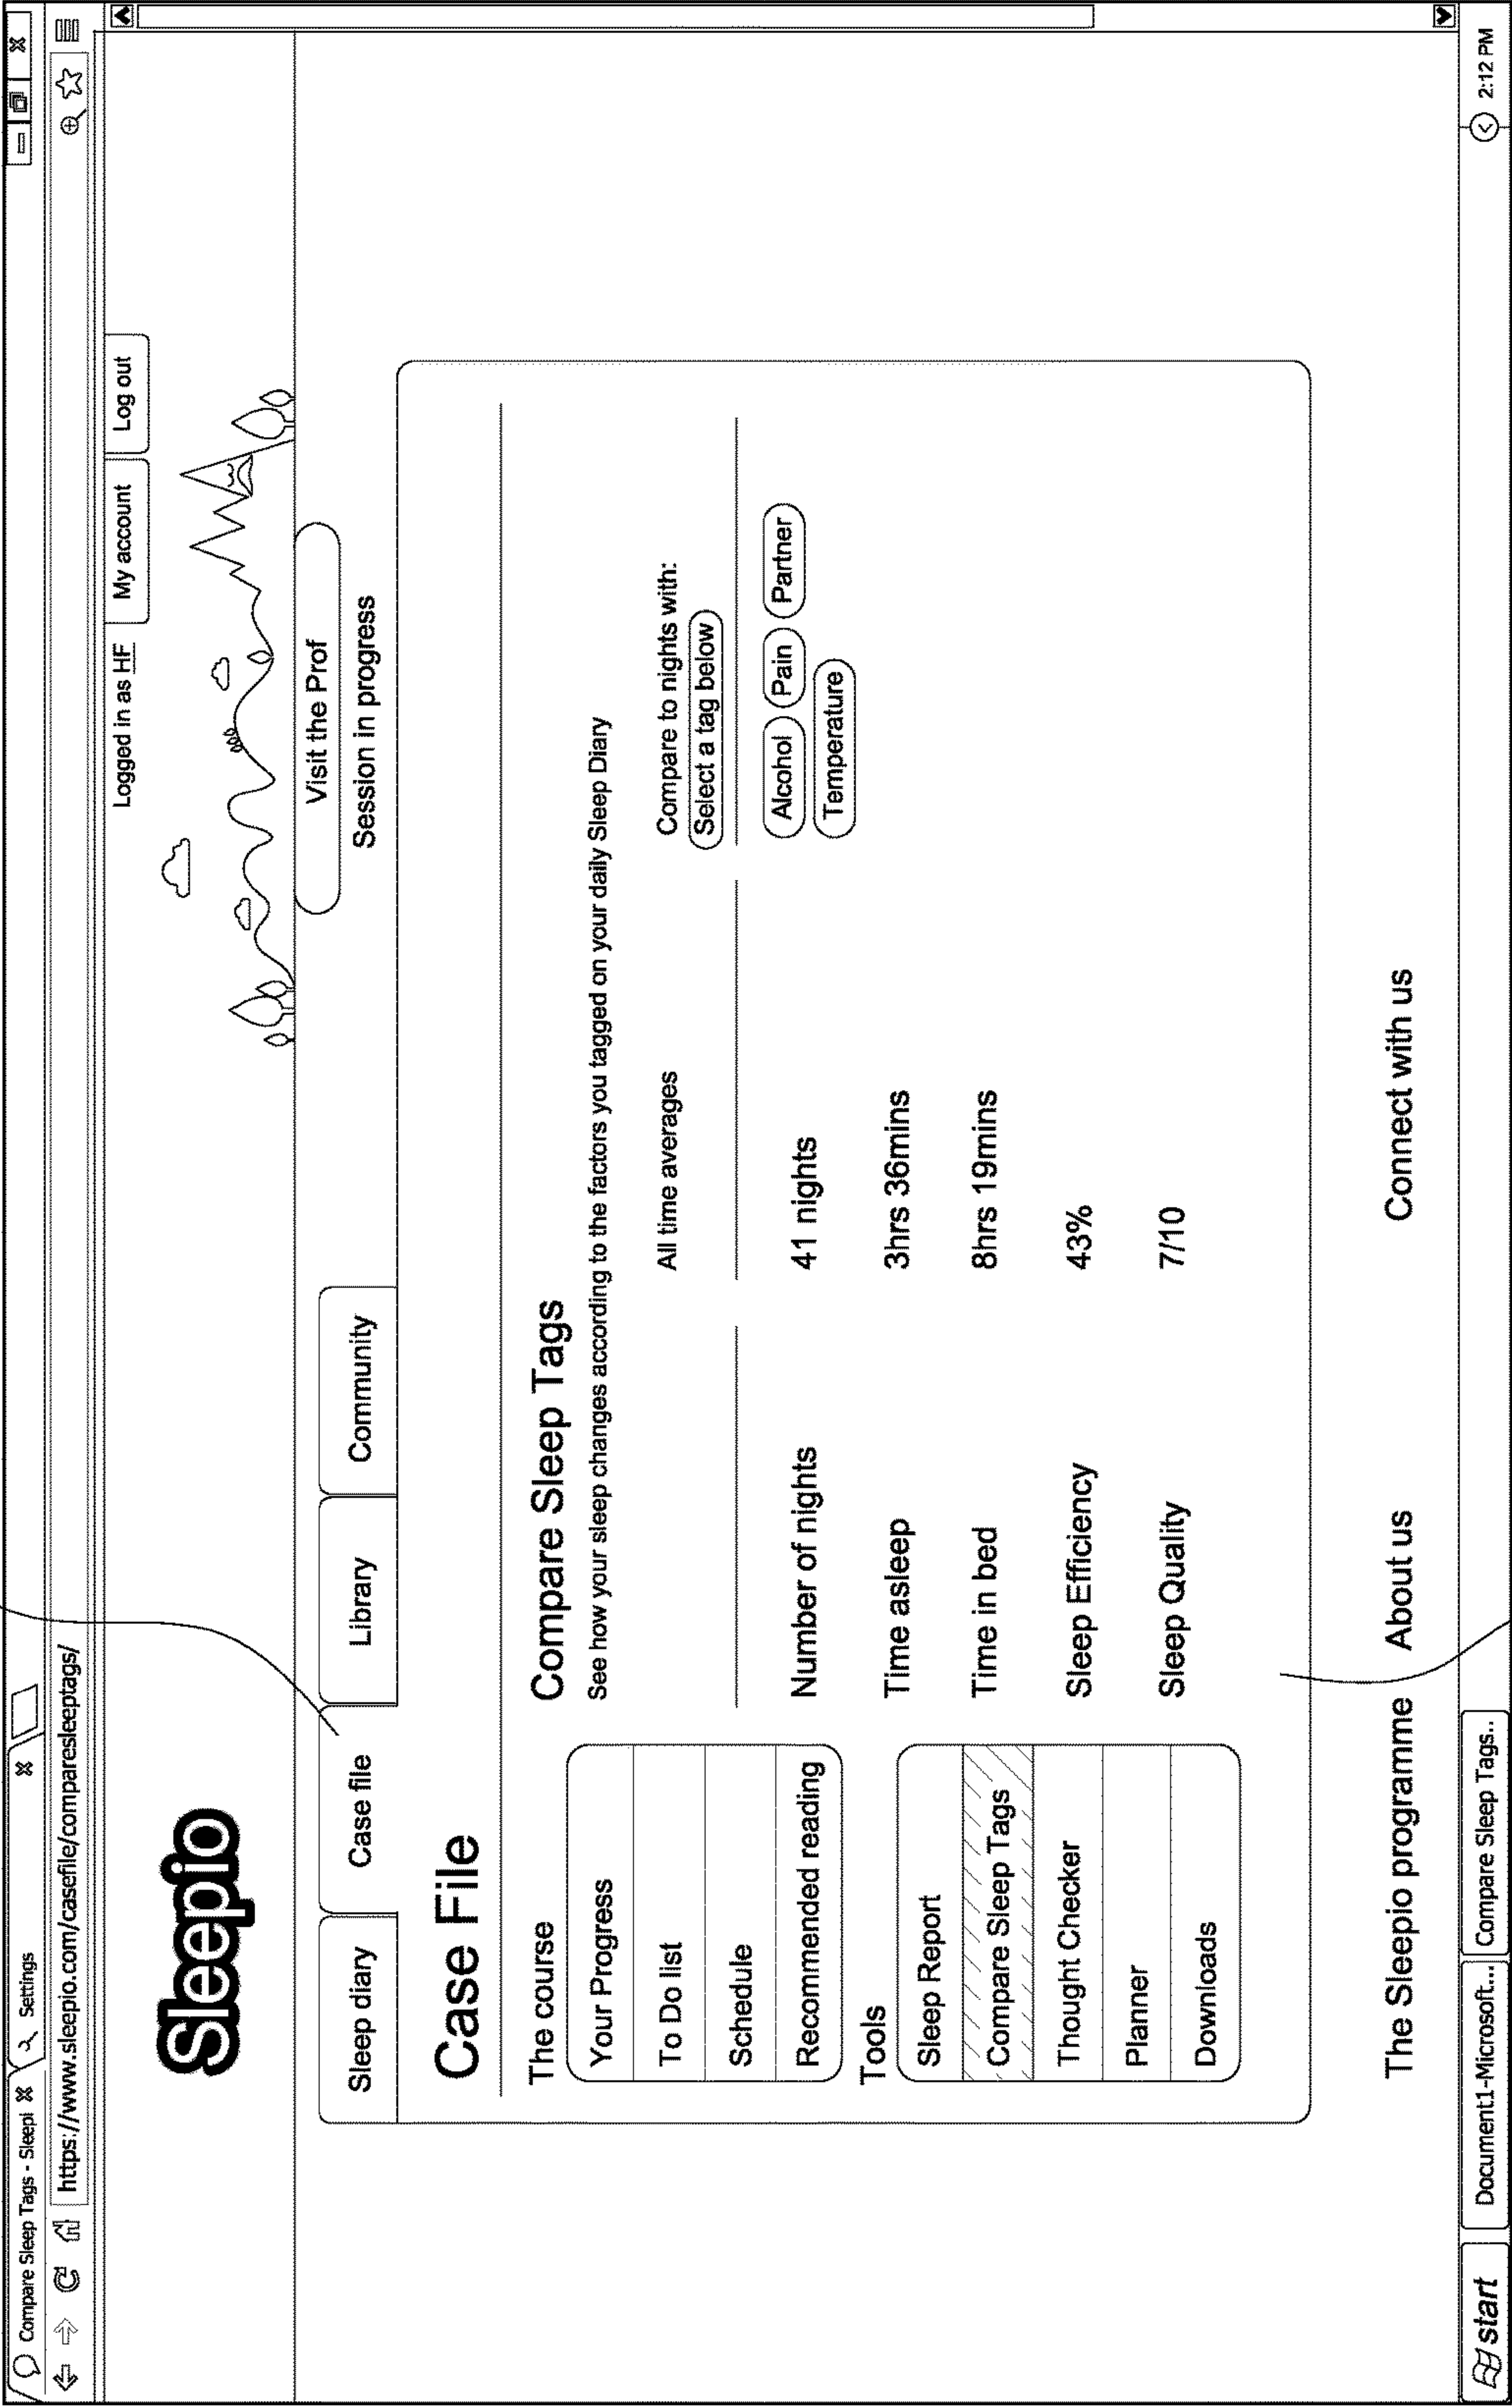 Compare Sleep Tags - Sleepi
Settings
https://www.sleepio.com/casefile/comparesleeptags/
Logged in as HF
My account
Log out
Sleepio
Visit the Prof
Session in progress
Sleep diary
Case file
Library
Community
Case File
The course
Your Progress
To Do list
Schedule
Recommended reading
Tools
Sleep Report
Compare Sleep Tags
Thought Checker
Planner
Downloads
Compare Sleep Tags
See how your sleep changes according to the factors you tagged on your daily Sleep Diary
All time averages
Compare to nights with:
Select a tag below
Number of nights 41 nights
Time asleep 3hrs 36mins
Time in bed 8hrs 19mins
Sleep Efficiency 43%
Sleep Quality 7/10
Alcohol Pain Partner
Temperature
The Sleepio programme About us Connect with us
start
Document1-Microsoft...
Compare Sleep Tags..
2:12 PM